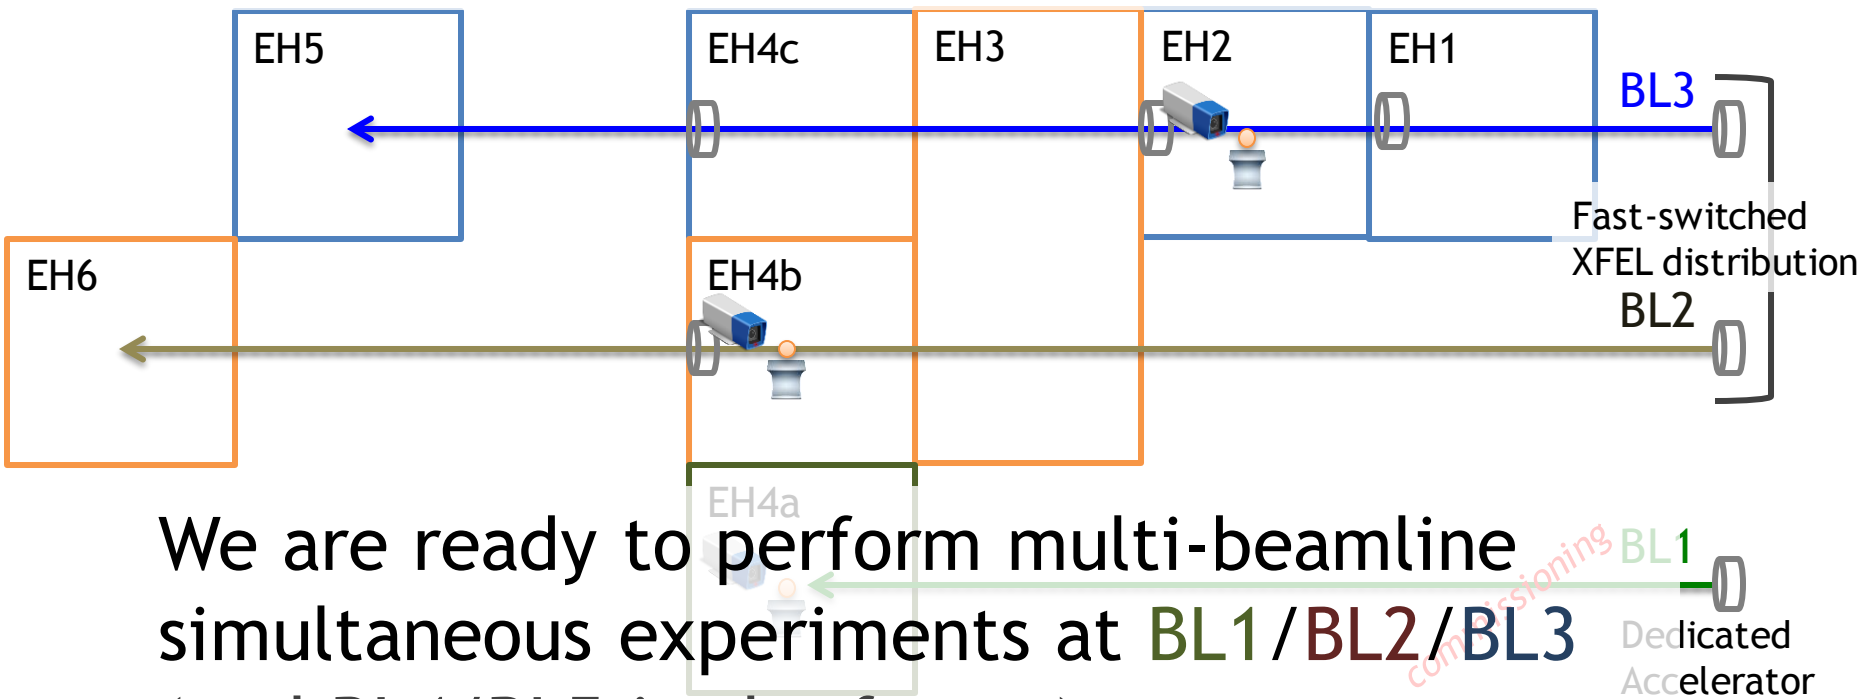 EH5
EH4c
EH3
EH2
EH1
BL3
Fast-switched
XFEL distribution
EH6
EH4b
BL2
EH4a
We are ready to perform multi-beamline
commissioning
BL1
simultaneous experiments at BL1/BL2/BL3
Dedicated
Accelerator